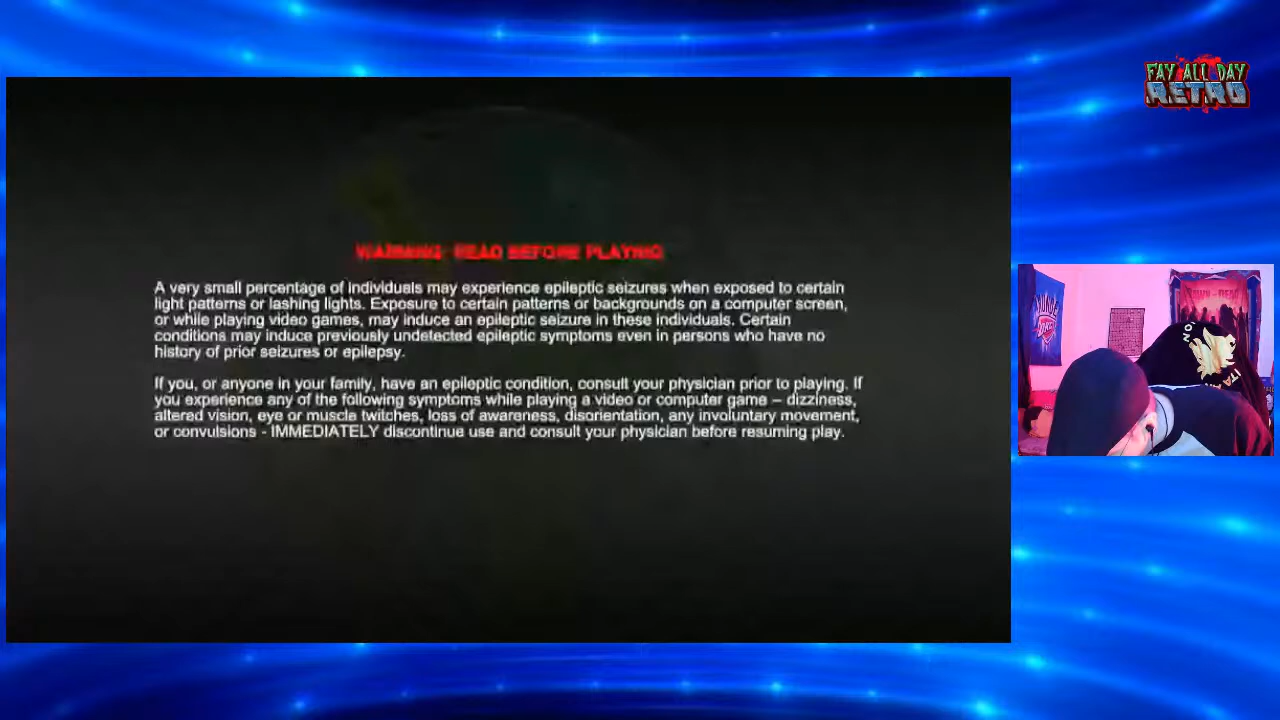 FAY ALL DAY
RETRO
WARNING: READ BEFORE PLAYING
A very small percentage of individuals may experience epileptic seizures when exposed to certain
light patterns or lashing lights. Exposure to certain patterns or backgrounds on a computer screen,
or while playing video games, may induce an epileptic seizure in these individuals. Certain
conditions may induce previously undetected epileptic symptoms even in persons who have no
history of prior seizures or epilepsy.
If you, or anyone in your family, have an epileptic condition, consult your physician prior to playing. If
you experience any of the following symptoms while playing a video or computer game – dizziness,
altered vision, eye or muscle twitches, loss of awareness, disorientation, any involuntary movement,
or convulsions - IMMEDIATELY discontinue use and consult your physician before resuming play.